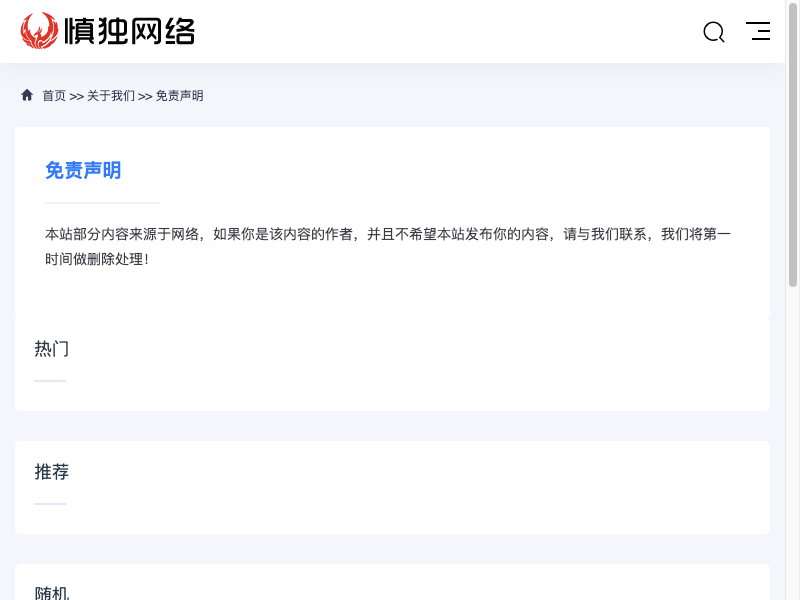 慎独网络
首页 >> 关于我们 >> 免责声明
免责声明
本站部分内容来源于网络，如果你是该内容的作者，并且不希望本站发布你的内容，请与我们联系，我们将第一
时间做删除处理！
热门
推荐
随机